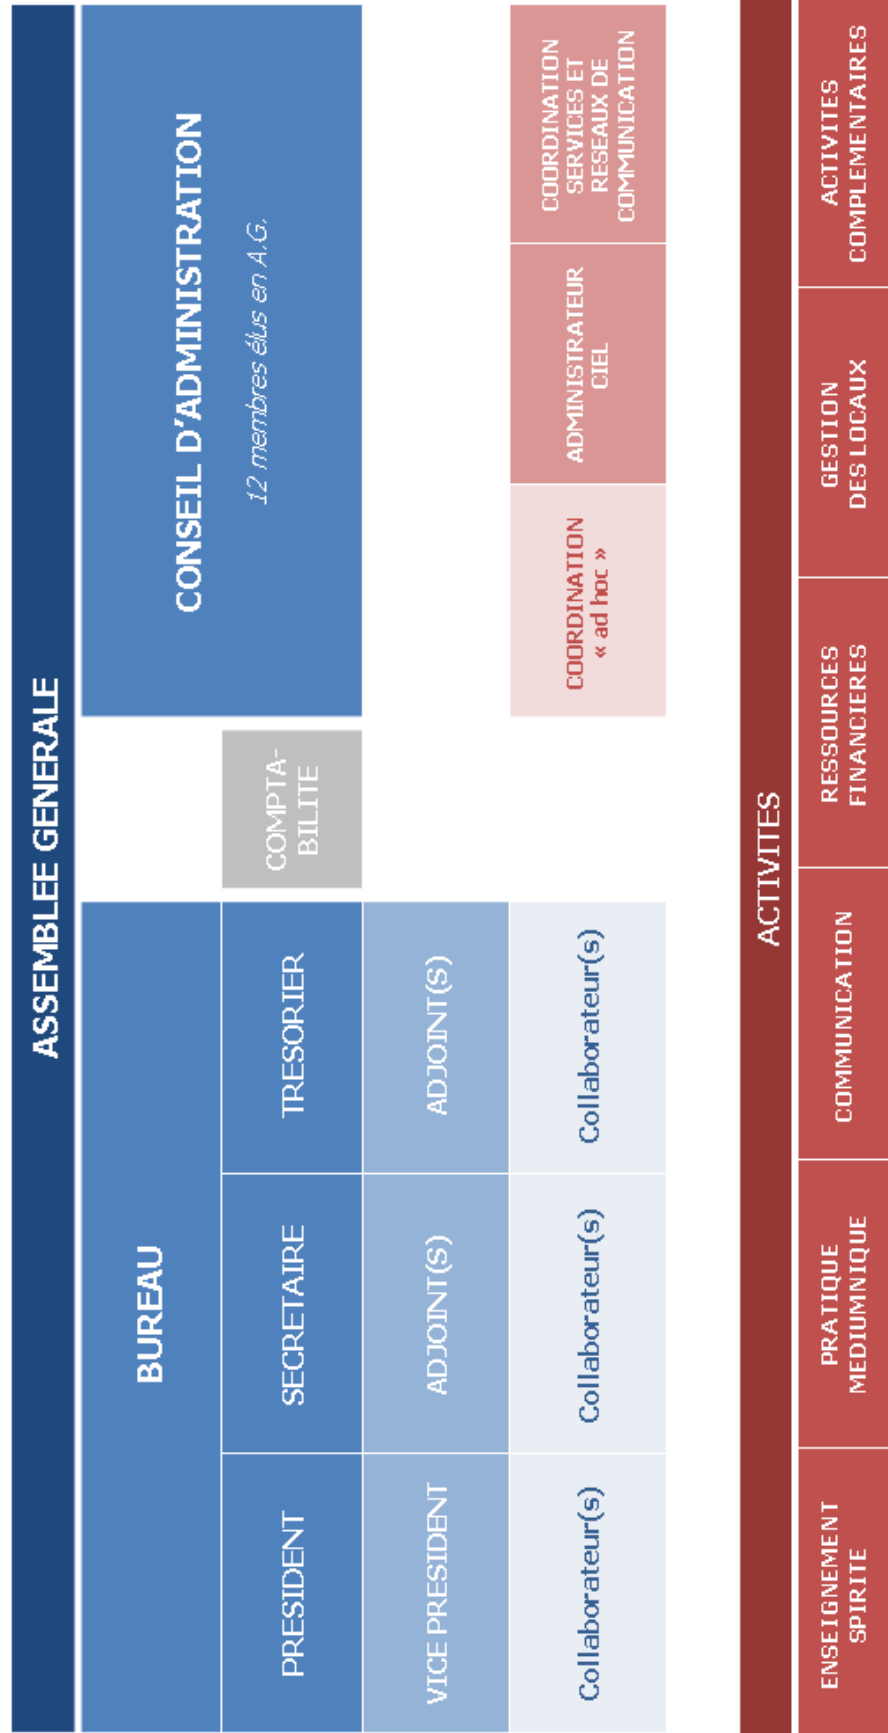 ASSEMBLEE GENERALE
BUREAU
CONSEIL D'ADMINISTRATION
12 membres élus en A.G.
PRESIDENT
SECRETAIRE
TRESORIER
COMPTA-
BILITE
VICE PRESIDENT
ADJOINT(S)
ADJOINT(S)
Collaborateur(s)
Collaborateur(s)
Collaborateur(s)
COORDINATION
« ad hoc »
ADMINISTRATEUR
CIEL
COORDINATION
SERVICES ET
RESEAUX DE
COMMUNICATION
ACTIVITES
ENSEIGNEMENT
SPIRITE
PRATIQUE
MEDIUMNIQUE
COMMUNICATION
RESSOURCES
FINANCIERES
GESTION
DES LOCAUX
ACTIVITES
COMPLEMENTAIRES